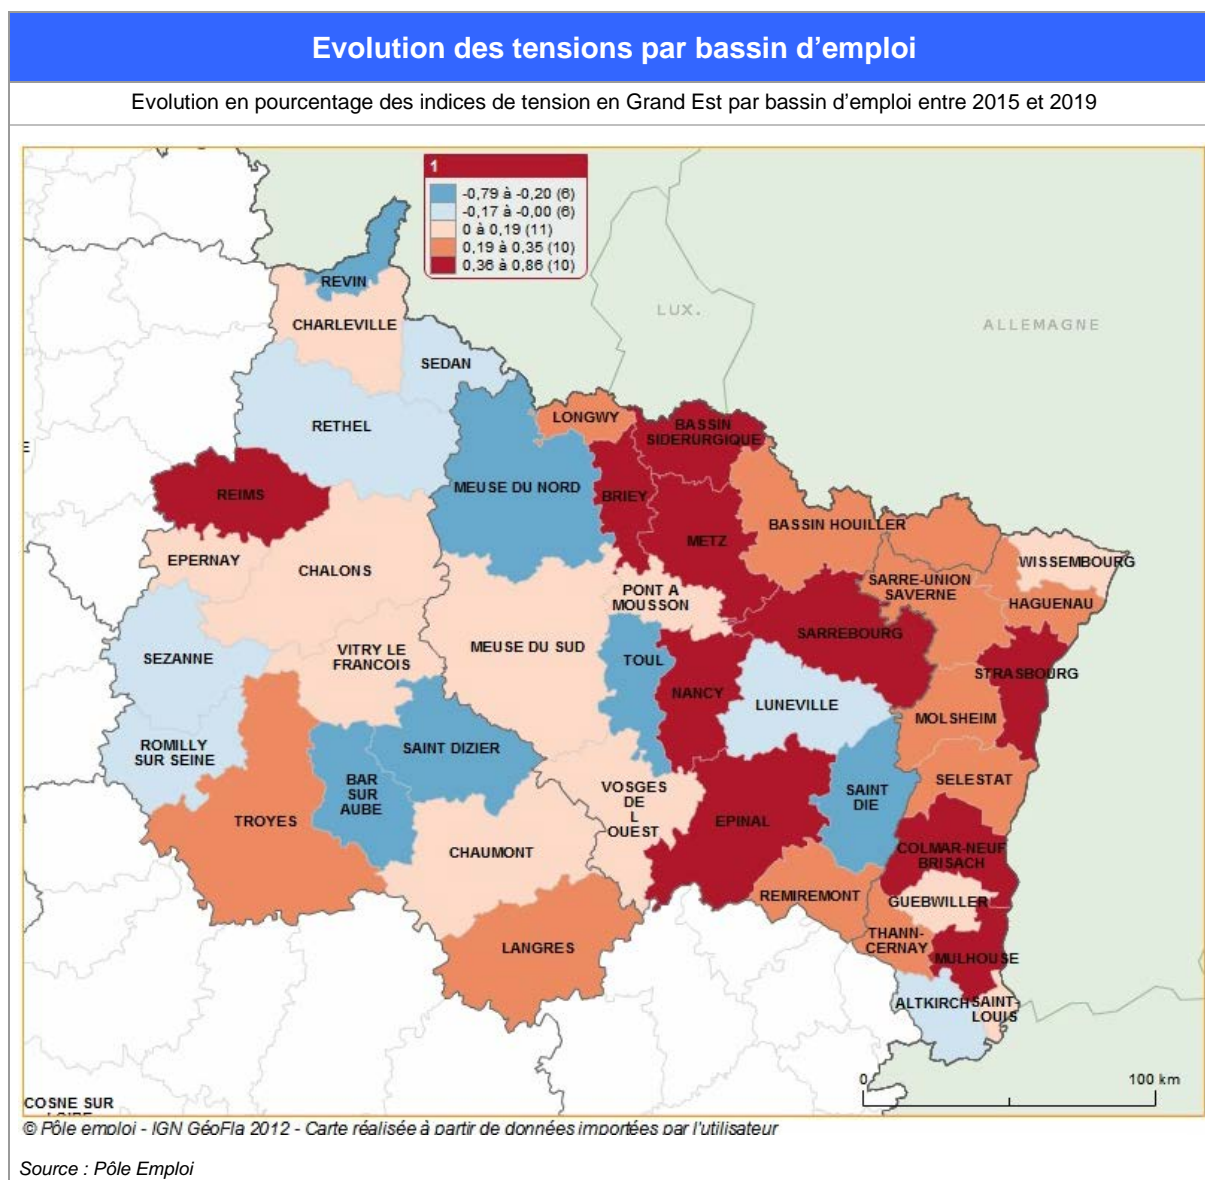 Evolution des tensions par bassin d'emploi
Evolution en pourcentage des indices de tension en Grand Est par bassin d'emploi entre 2015 et 2019
1
-0,79 à -0,20 (6)
-0,17 à -0,00 (6)
0 à 0,19 (11)
0,19 à 0,35 (10)
0,36 à 0,86 (10)
LUX.
ALLEMAGNE
REVIN
CHARLEVILLE
SEDAN
RETHEL
LONGWY
BASSIN
SIDERURGIQUE
E
REIMS
MEUSE DU NORD
BRIEY
METZ
BASSIN HOUILLER
EPERNAY
CHALONS
WISSEMBOURG
SARRE-UNION
SAVERNE
PONT A
MOUSSON
HAGUENAU
SARREBOURG
SEZANNE
VITRY LE
FRANCOIS
MEUSE DU SUD
TOUL
NANCY
STRASBOURG
LUNEVILLE
MOLSHEIM
ROMILLY
SUR SEINE
SAINT DIZIER
BAR
SUR
AUBE
VOSGES
DE
L
OUEST
SAINT
DIE
SELESTAT
TROYES
EPINAL
CHAUMONT
COLMAR-NEUF
BRISACH
REMIREMONT
GUEBWILLER
LANGRES
THANN-
CERNAY
MULHOUSE
ALTKIRCH
SAINT-
LOUIS
0
100 km
COSNE SUR
LOIRE
© Pôle emploi - IGN GéoFla 2012 - Carte réalisée à partir de données importées par l'utilisateur
Source : Pôle Emploi